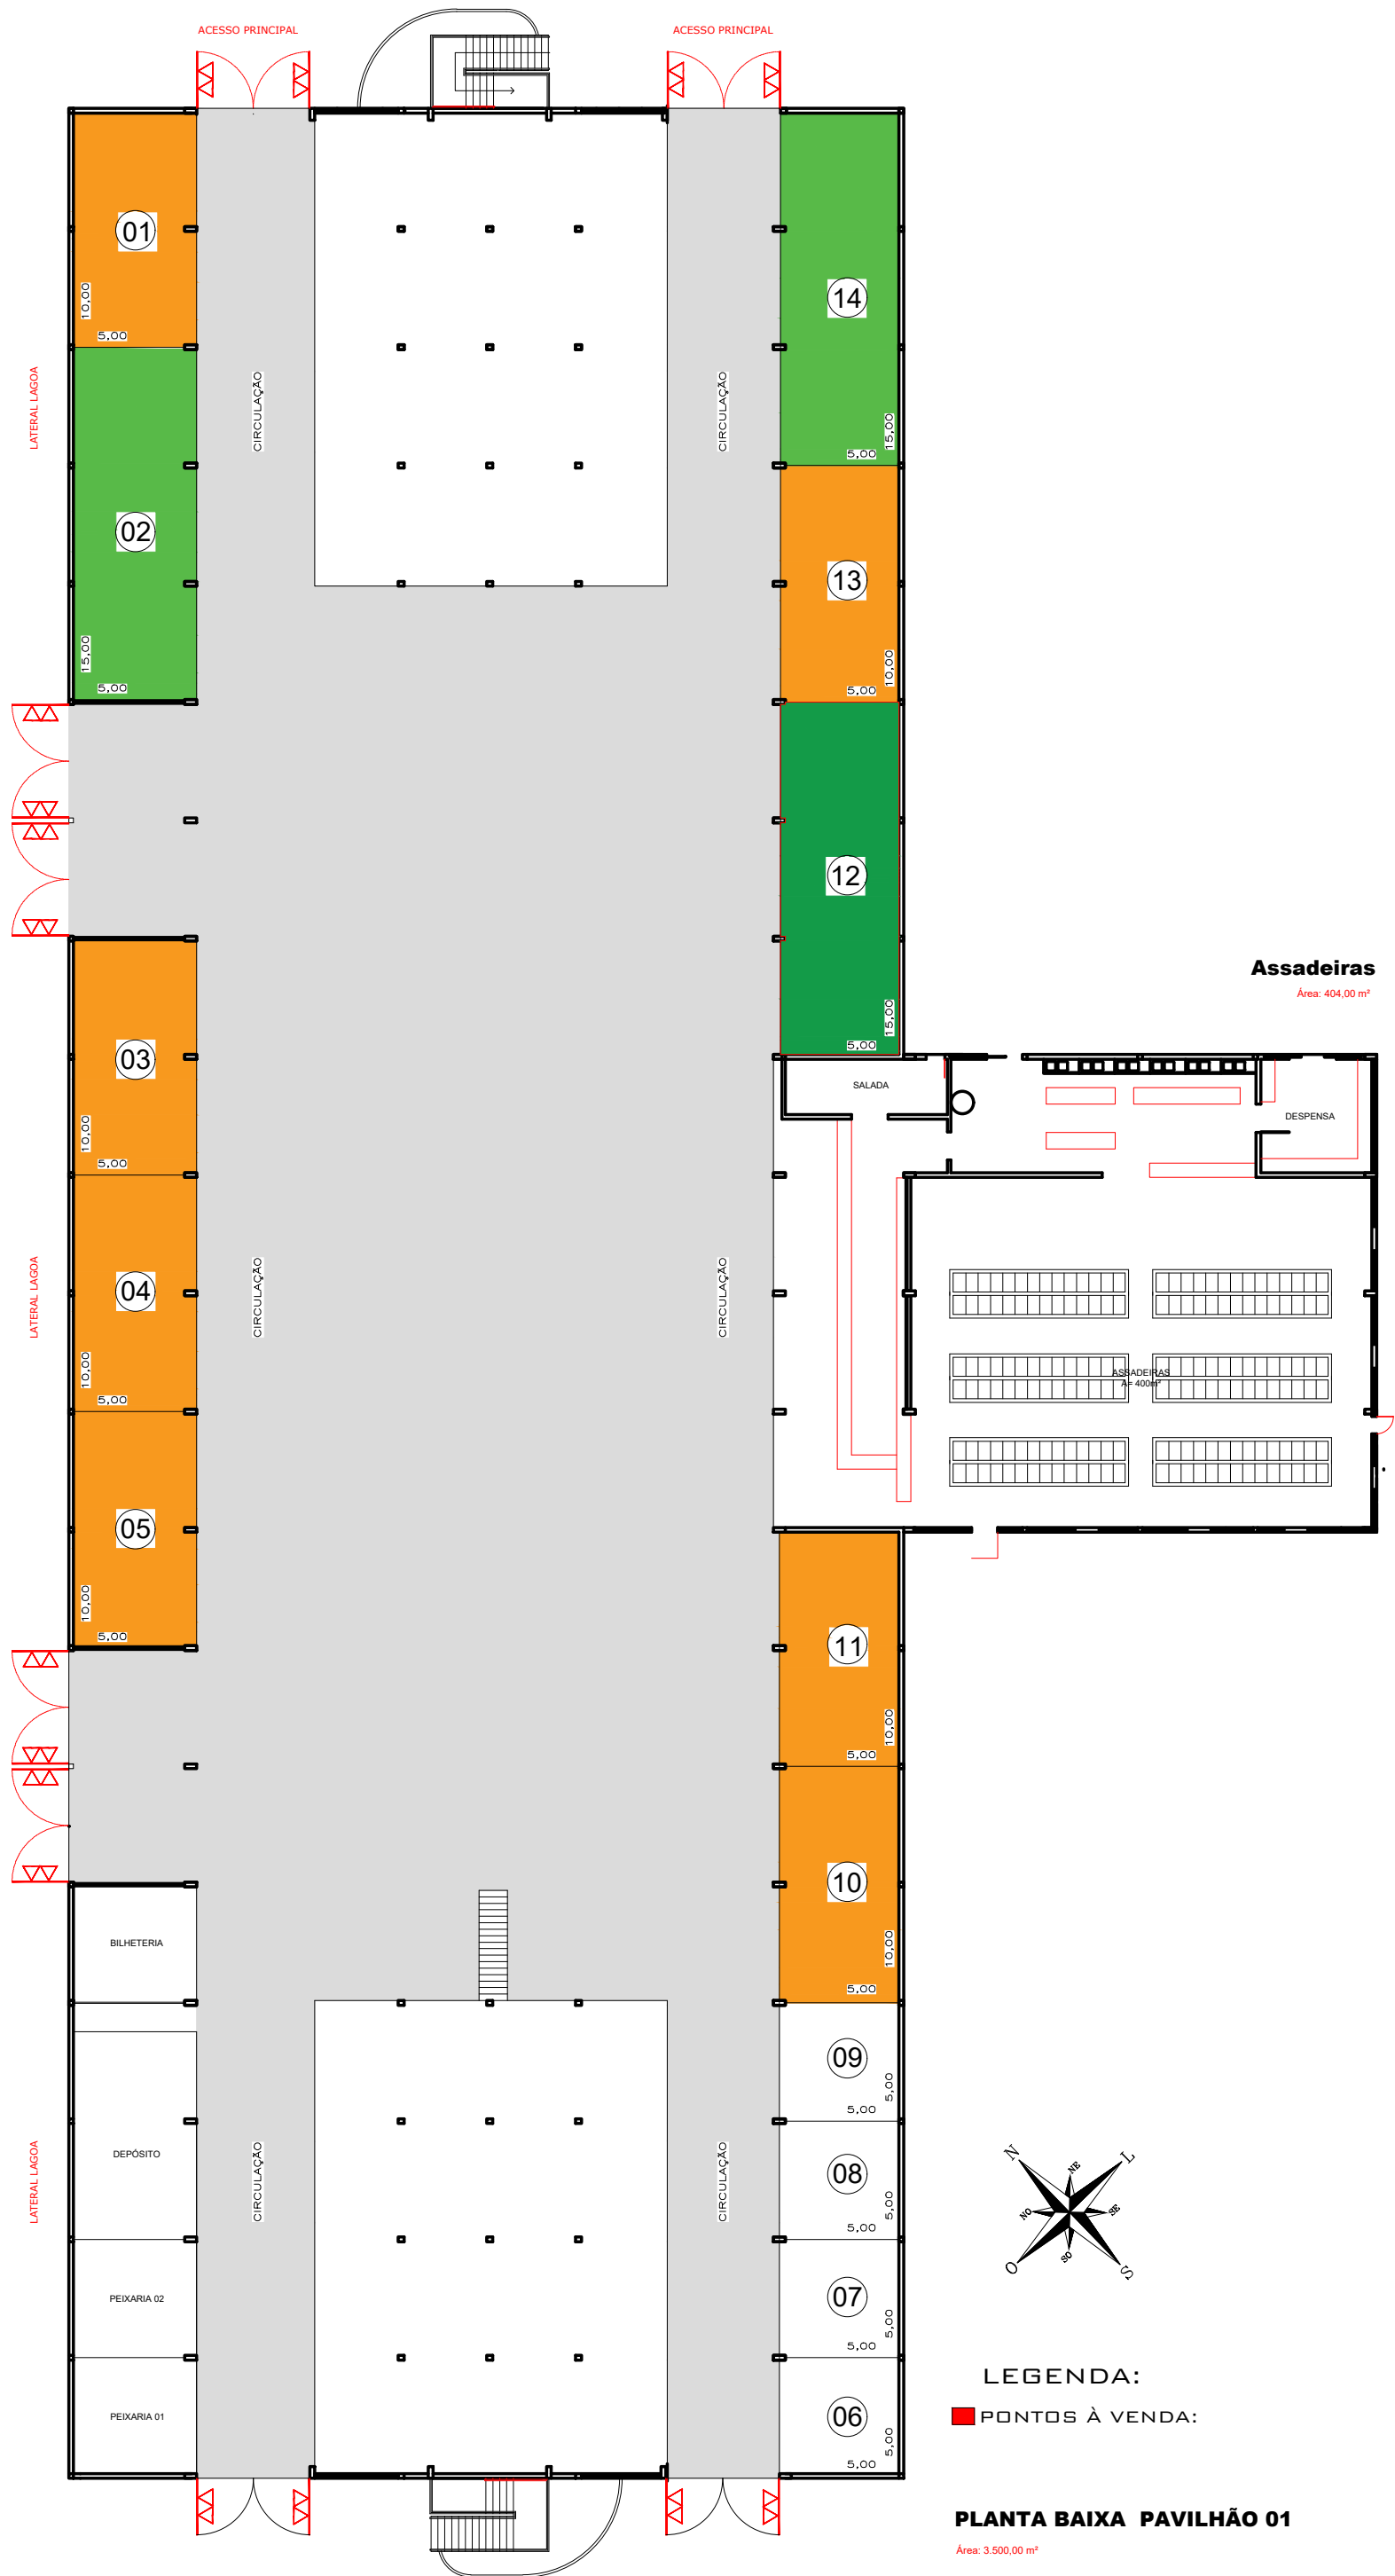 ACESSO PRINCIPAL
ACESSO PRINCIPAL
01
10,00
5,00
14
15,00
5,00
LATERAL LAGOA
CIRCULAÇÃO
CIRCULAÇÃO
02
15,00
5,00
13
10,00
5,00
12
15,00
5,00
Assadeiras
Área: 404,00 m²
03
10,00
5,00
SALADA
DESPENSA
LATERAL LAGOA
CIRCULAÇÃO
CIRCULAÇÃO
04
10,00
5,00
ASSADEIRAS
A= 400m²
05
10,00
5,00
11
10,00
5,00
10
10,00
5,00
BILHETERIA
09
5,00
5,00
LATERAL LAGOA
DEPÓSITO
CIRCULAÇÃO
CIRCULAÇÃO
08
5,00
5,00
N
NE
L
NO
SE
O
SO
S
PEIXARIA 02
07
5,00
5,00
LEGENDA:
PONTOS À VENDA:
PEIXARIA 01
06
5,00
5,00
PLANTA BAIXA PAVILHÃO 01
Área: 3.500,00 m²